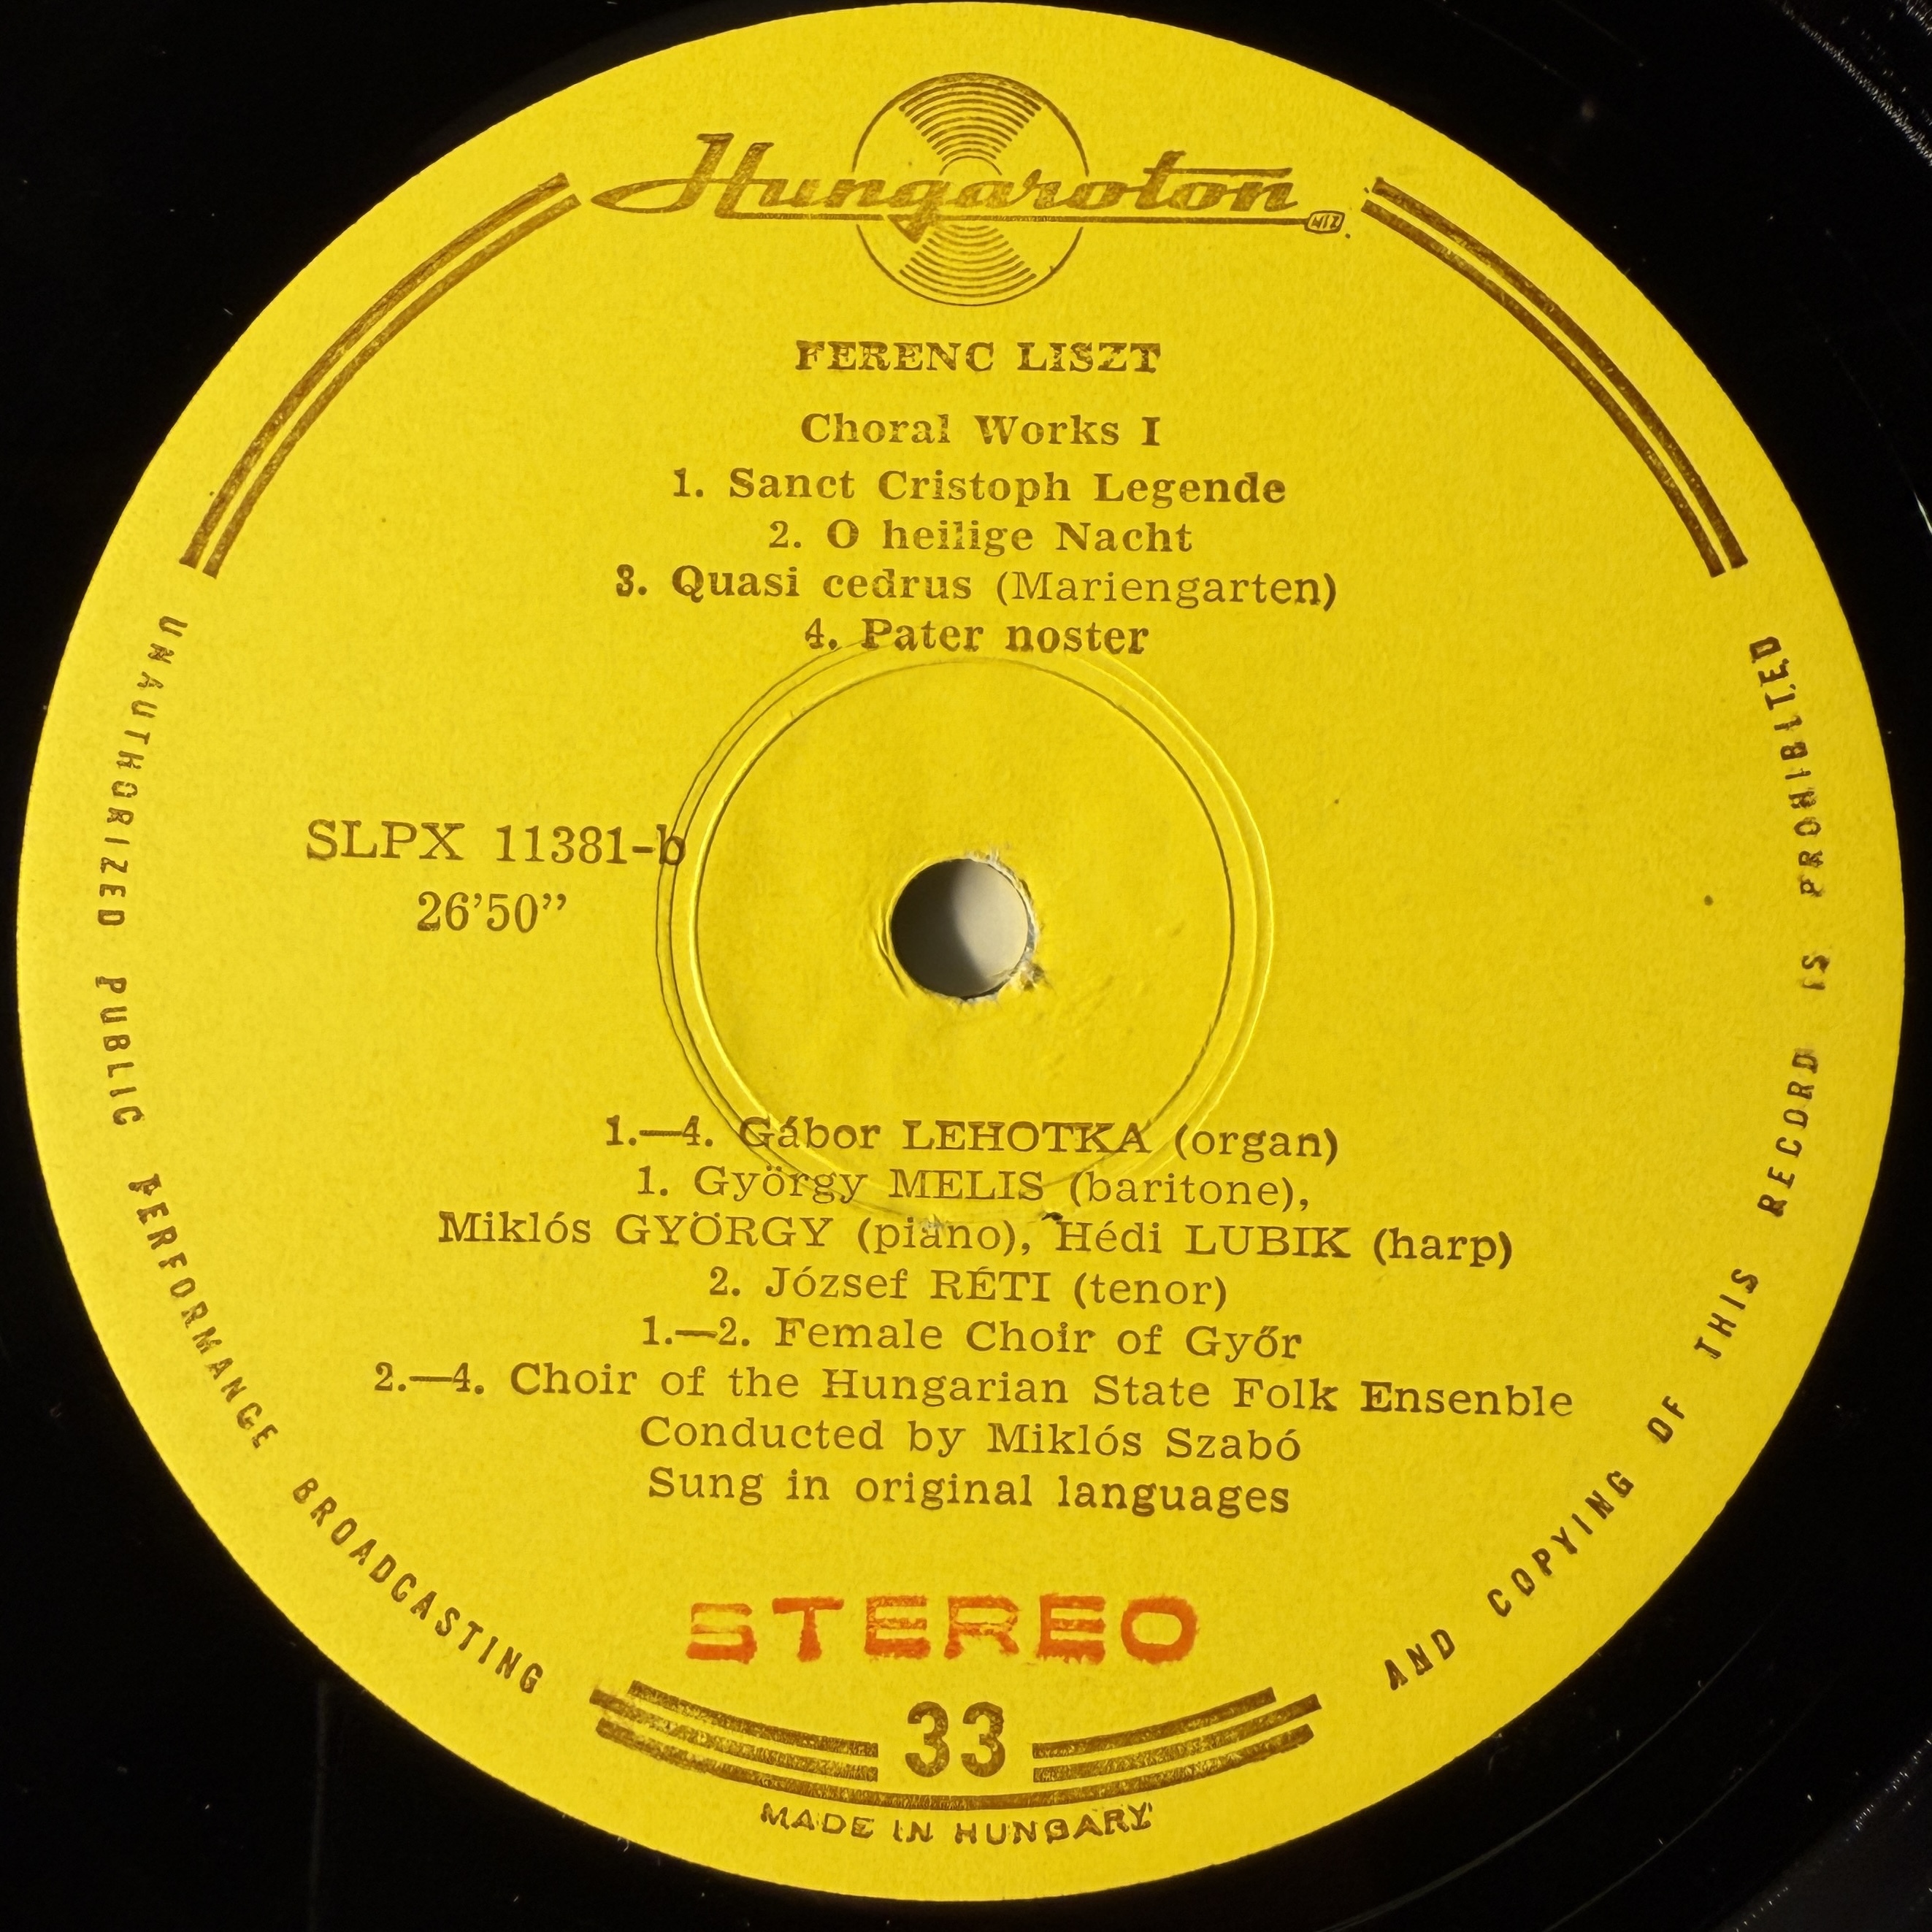 Hungaroton
FERENC LISZT
Choral Works I
1. Sanct Cristoph Legende
2. O heilige Nacht
3. Quasi cedrus (Mariengarten)
4. Pater noster
SLPX 11381-b
26’50”
1.—4. Gábor LEHOTKA (organ)
1. György MELIS (baritone),
Miklós GYÖRGY (piano), Hédi LUBIK (harp)
2. József RÉTI (tenor)
1.—2. Female Choir of Győr
2.—4. Choir of the Hungarian State Folk Ensenble
Conducted by Miklós Szabó
Sung in original languages
STEREO
33
MADE IN HUNGARY
UNAUTHORIZED PUBLIC PERFORMANCE BROADCASTING AND COPYING OF THIS RECORD IS PROHIBITED